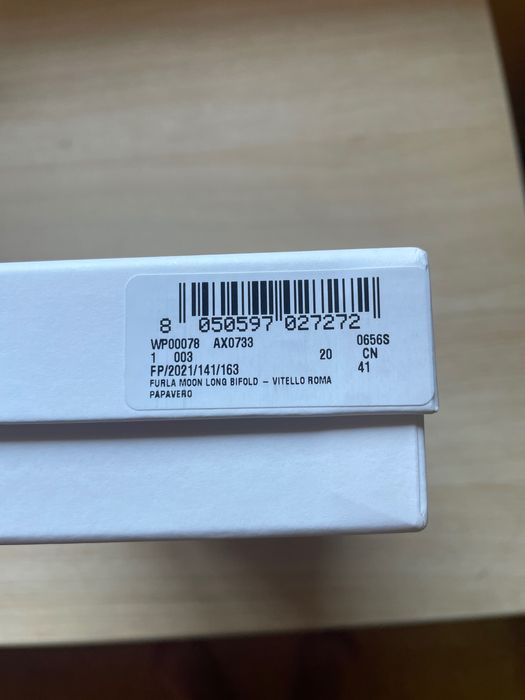 8 050597 027272
WP00078 AX0733 0656S
1 003 20 CN
FP/2021/141/163 41
FURLA MOON LONG BIFOLD – VITELLO ROMA
PAPAVERO